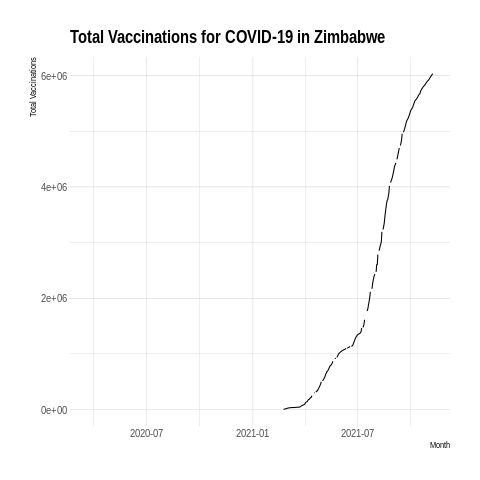 Total Vaccinations for COVID-19 in Zimbabwe
Total Vaccinations
6e+06
4e+06
2e+06
0e+00
2020-07
2021-01
2021-07
Month